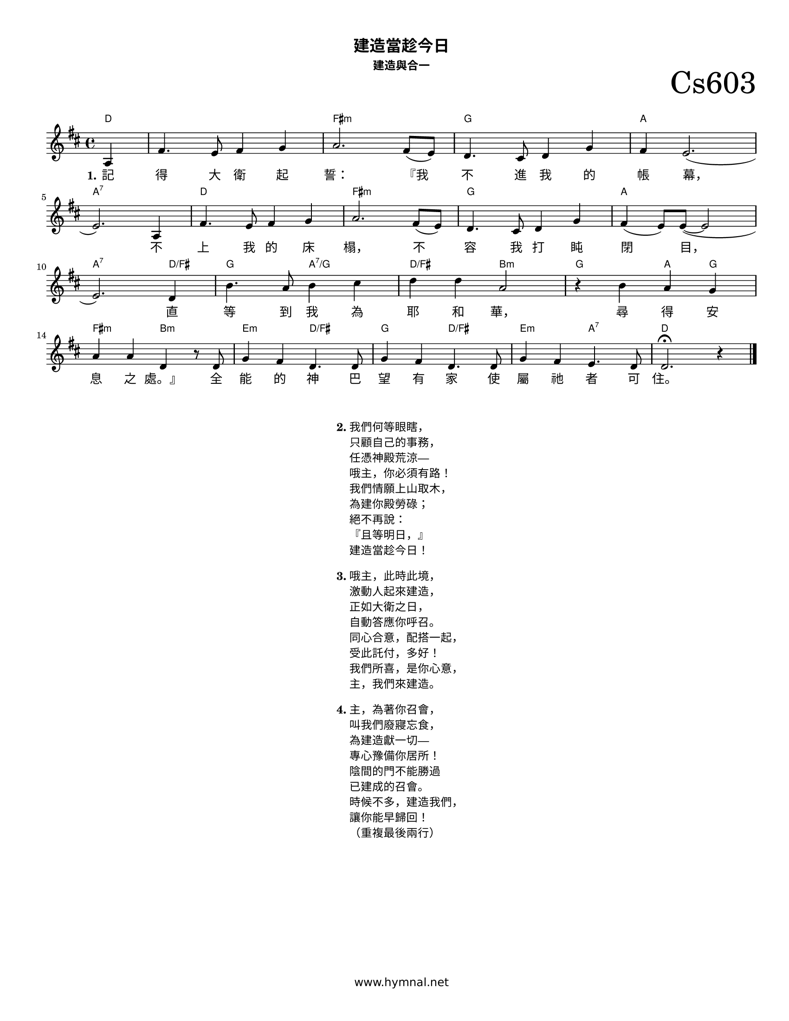 建造當趁今日
建造與合一
Cs603
D F♯m G A
1. 記 得 大 衛 起 誓： 『我 不 進 我 的 帳 幕，
5
A7 D F♯m G A
不 上 我 的 床 榻， 不 容 我 打 盹 閉 目，
10
A7 D/F♯ G A7/G D/F♯ Bm G A G
直 等 到 我 為 耶 和 華， 尋 得 安
14
F♯m Bm Em D/F♯ G D/F♯ Em A7 D
息 之 處。』 全 能 的 神 巴 望 有 家 使 屬 祂 者 可 住。
2. 我們何等眼瞎，
只顧自己的事務，
任憑神殿荒涼—
哦主，你必須有路！
我們情願上山取木，
為建你殿勞碌；
絕不再說：
『且等明日，』
建造當趁今日！
3. 哦主，此時此境，
激動人起來建造，
正如大衛之日，
自動答應你呼召。
同心合意，配搭一起，
受此託付，多好！
我們所喜，是你心意，
主，我們來建造。
4. 主，為著你召會，
叫我們廢寢忘食，
為建造獻一切—
專心豫備你居所！
陰間的門不能勝過
已建成的召會。
時候不多，建造我們，
讓你能早歸回！
（重複最後兩行）
www.hymnal.net